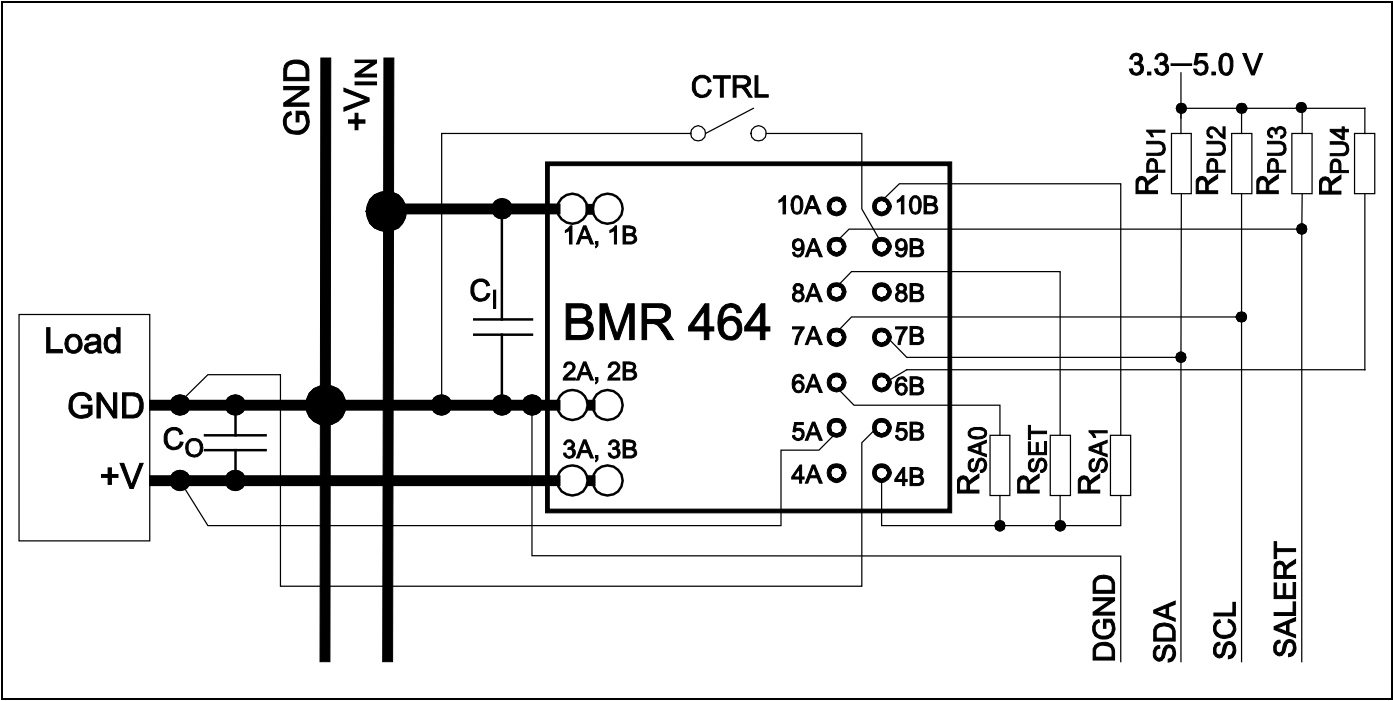 3.3–5.0 V
GND
+VIN
CTRL
RPU1
RPU2
RPU3
RPU4
10A
10B
1A, 1B
9A
9B
CI
8A
8B
BMR 464
7A
7B
Load
2A, 2B
6A
6B
GND
CO
5A
5B
3A, 3B
+V
4A
4B
RSA0
RSET
RSA1
DGND
SDA
SCL
SALERT